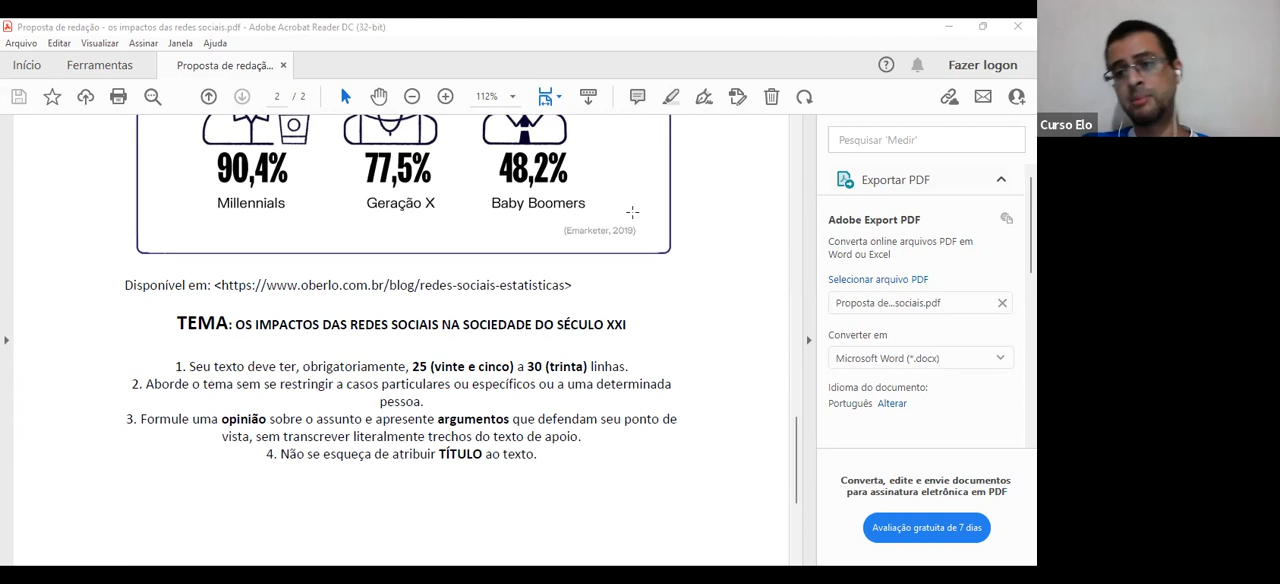 Proposta de redação - os impactos das redes sociais.pdf - Adobe Acrobat Reader DC (32-bit)
Arquivo Editar Visualizar Assinar Janela Ajuda
Início Ferramentas Proposta de redaçã... × Fazer logon
2 / 2 112%
Curso Elo
90,4% 77,5% 48,2%
Millennials Geração X Baby Boomers
(Emarketer, 2019)
Disponível em: <https://www.oberlo.com.br/blog/redes-sociais-estatisticas>
TEMA: OS IMPACTOS DAS REDES SOCIAIS NA SOCIEDADE DO SÉCULO XXI
1. Seu texto deve ter, obrigatoriamente, 25 (vinte e cinco) a 30 (trinta) linhas.
2. Aborde o tema sem se restringir a casos particulares ou específicos ou a uma determinada
pessoa.
3. Formule uma opinião sobre o assunto e apresente argumentos que defendam seu ponto de
vista, sem transcrever literalmente trechos do texto de apoio.
4. Não se esqueça de atribuir TÍTULO ao texto.
Pesquisar 'Medir'
Exportar PDF
Adobe Export PDF
Converta online arquivos PDF em
Word ou Excel
Selecionar arquivo PDF
Proposta de...sociais.pdf
Converter em
Microsoft Word (*.docx)
Idioma do documento:
Português Alterar
Converta, edite e envie documentos
para assinatura eletrônica em PDF
Avaliação gratuita de 7 dias